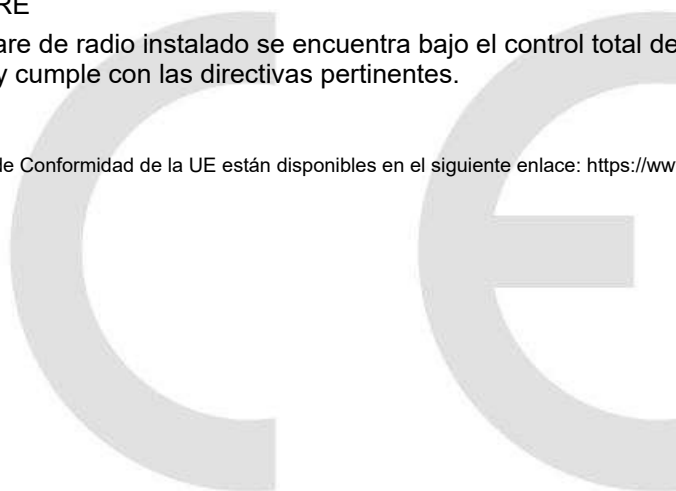 RE
are de radio instalado se encuentra bajo el control total de
y cumple con las directivas pertinentes.
de Conformidad de la UE están disponibles en el siguiente enlace: https://ww
CE